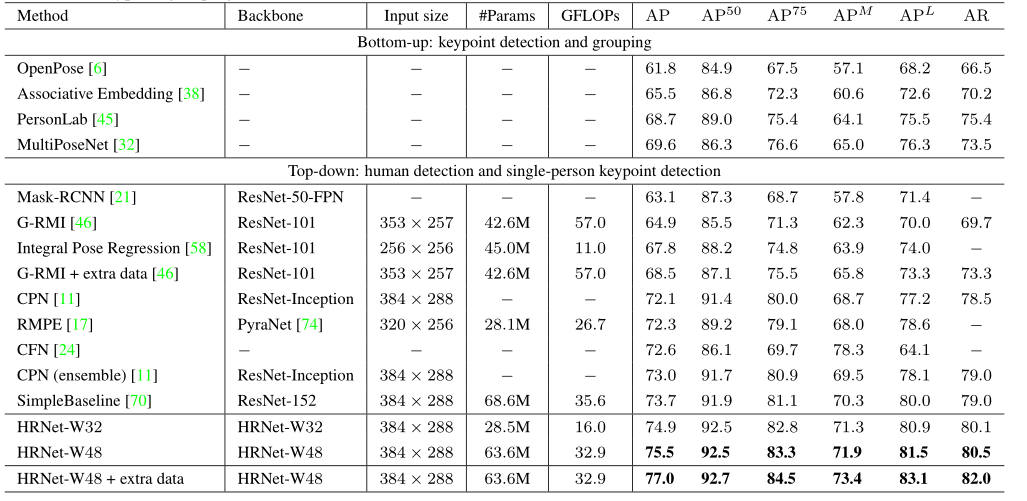 Method Backbone Input size #Params GFLOPs AP AP^50 AP^75 AP^M AP^L AR
Bottom-up: keypoint detection and grouping
OpenPose [6] – – – – 61.8 84.9 67.5 57.1 68.2 66.5
Associative Embedding [38] – – – – 65.5 86.8 72.3 60.6 72.6 70.2
PersonLab [45] – – – – 68.7 89.0 75.4 64.1 75.5 75.4
MultiPoseNet [32] – – – – 69.6 86.3 76.6 65.0 76.3 73.5
Top-down: human detection and single-person keypoint detection
Mask-RCNN [21] ResNet-50-FPN – – – 63.1 87.3 68.7 57.8 71.4 –
G-RMI [46] ResNet-101 353 × 257 42.6M 57.0 64.9 85.5 71.3 62.3 70.0 69.7
Integral Pose Regression [58] ResNet-101 256 × 256 45.0M 11.0 67.8 88.2 74.8 63.9 74.0 –
G-RMI + extra data [46] ResNet-101 353 × 257 42.6M 57.0 68.5 87.1 75.5 65.8 73.3 73.3
CPN [11] ResNet-Inception 384 × 288 – – 72.1 91.4 80.0 68.7 77.2 78.5
RMPE [17] PyraNet [74] 320 × 256 28.1M 26.7 72.3 89.2 79.1 68.0 78.6 –
CFN [24] – – – – 72.6 86.1 69.7 78.3 64.1 –
CPN (ensemble) [11] ResNet-Inception 384 × 288 – – 73.0 91.7 80.9 69.5 78.1 79.0
SimpleBaseline [70] ResNet-152 384 × 288 68.6M 35.6 73.7 91.9 81.1 70.3 80.0 79.0
HRNet-W32 HRNet-W32 384 × 288 28.5M 16.0 74.9 92.5 82.8 71.3 80.9 80.1
HRNet-W48 HRNet-W48 384 × 288 63.6M 32.9 75.5 92.5 83.3 71.9 81.5 80.5
HRNet-W48 + extra data HRNet-W48 384 × 288 63.6M 32.9 77.0 92.7 84.5 73.4 83.1 82.0